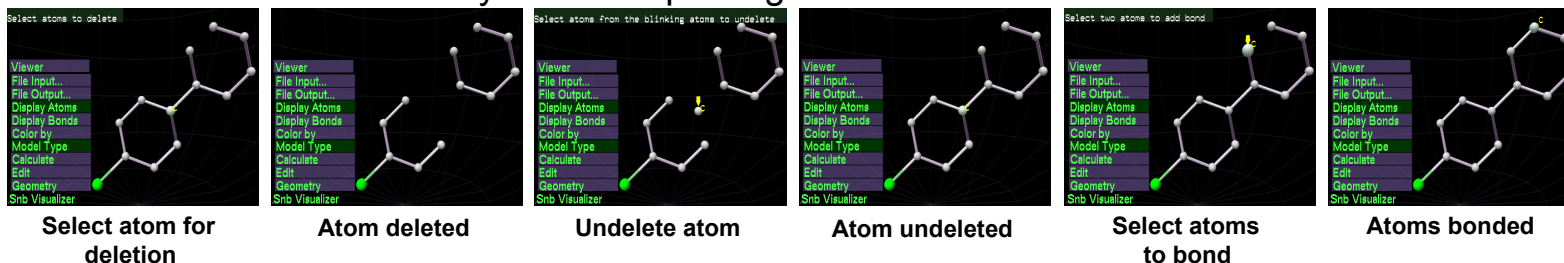 Select atoms to delete
Viewer
File Input...
File Output...
Display Atoms
Display Bonds
Color by
Model Type
Calculate
Edit
Geometry
Snb Visualizer
C
Select atom for
deletion
Viewer
File Input...
File Output...
Display Atoms
Display Bonds
Color by
Model Type
Calculate
Edit
Geometry
Snb Visualizer
Atom deleted
Select atoms from the blinking atoms to undelete
Viewer
File Input...
File Output...
Display Atoms
Display Bonds
Color by
Model Type
Calculate
Edit
Geometry
Snb Visualizer
C
Undelete atom
Viewer
File Input...
File Output...
Display Atoms
Display Bonds
Color by
Model Type
Calculate
Edit
Geometry
Snb Visualizer
C
Atom undeleted
Select two atoms to add bond
Viewer
File Input...
File Output...
Display Atoms
Display Bonds
Color by
Model Type
Calculate
Edit
Geometry
Snb Visualizer
C
Select atoms
to bond
Viewer
File Input...
File Output...
Display Atoms
Display Bonds
Color by
Model Type
Calculate
Edit
Geometry
Snb Visualizer
C
Atoms bonded